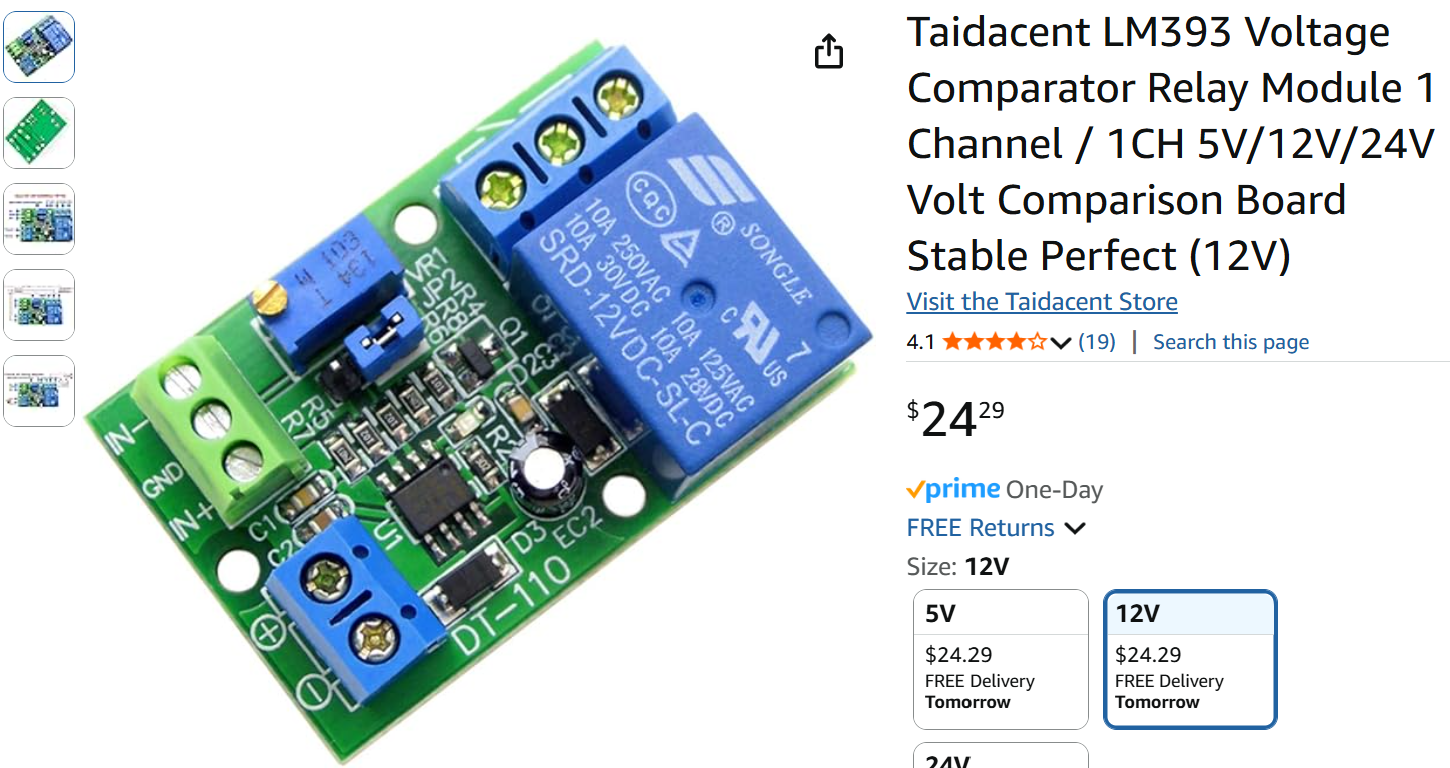 Taidacent LM393 Voltage
Comparator Relay Module 1
Channel / 1CH 5V/12V/24V
Volt Comparison Board
Stable Perfect (12V)
Visit the Taidacent Store
4.1 (19) | Search this page
$24 29
prime One-Day
FREE Returns
Size: 12V
5V
$24.29
FREE Delivery
Tomorrow
12V
$24.29
FREE Delivery
Tomorrow
24V
SONGLE
®
CQC
C US
7
10A 250VAC 10A 125VAC
10A 30VDC 10A 28VDC
SRD-12VDC-SL-C
W 103
VR1
JP2
VR4
R8
R6
Q1
R5
R7
R2
IN-
GND
IN+
C1
C2
U1
D3
EC2
DT-110
+
-